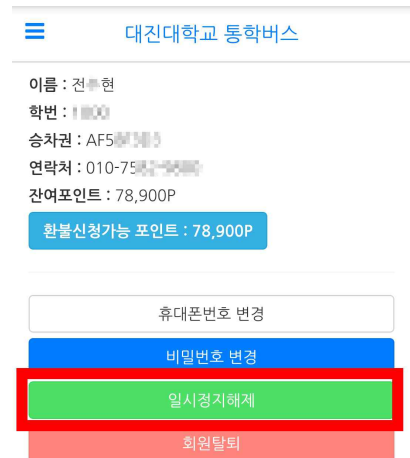 대진대학교 통학버스
이름 : 전 현
학번 : 1
승차권 : AF5
연락처 : 010-75
잔여포인트 : 78,900P
환불신청가능 포인트 : 78,900P
휴대폰번호 변경
비밀번호 변경
일시정지해제
회원탈퇴